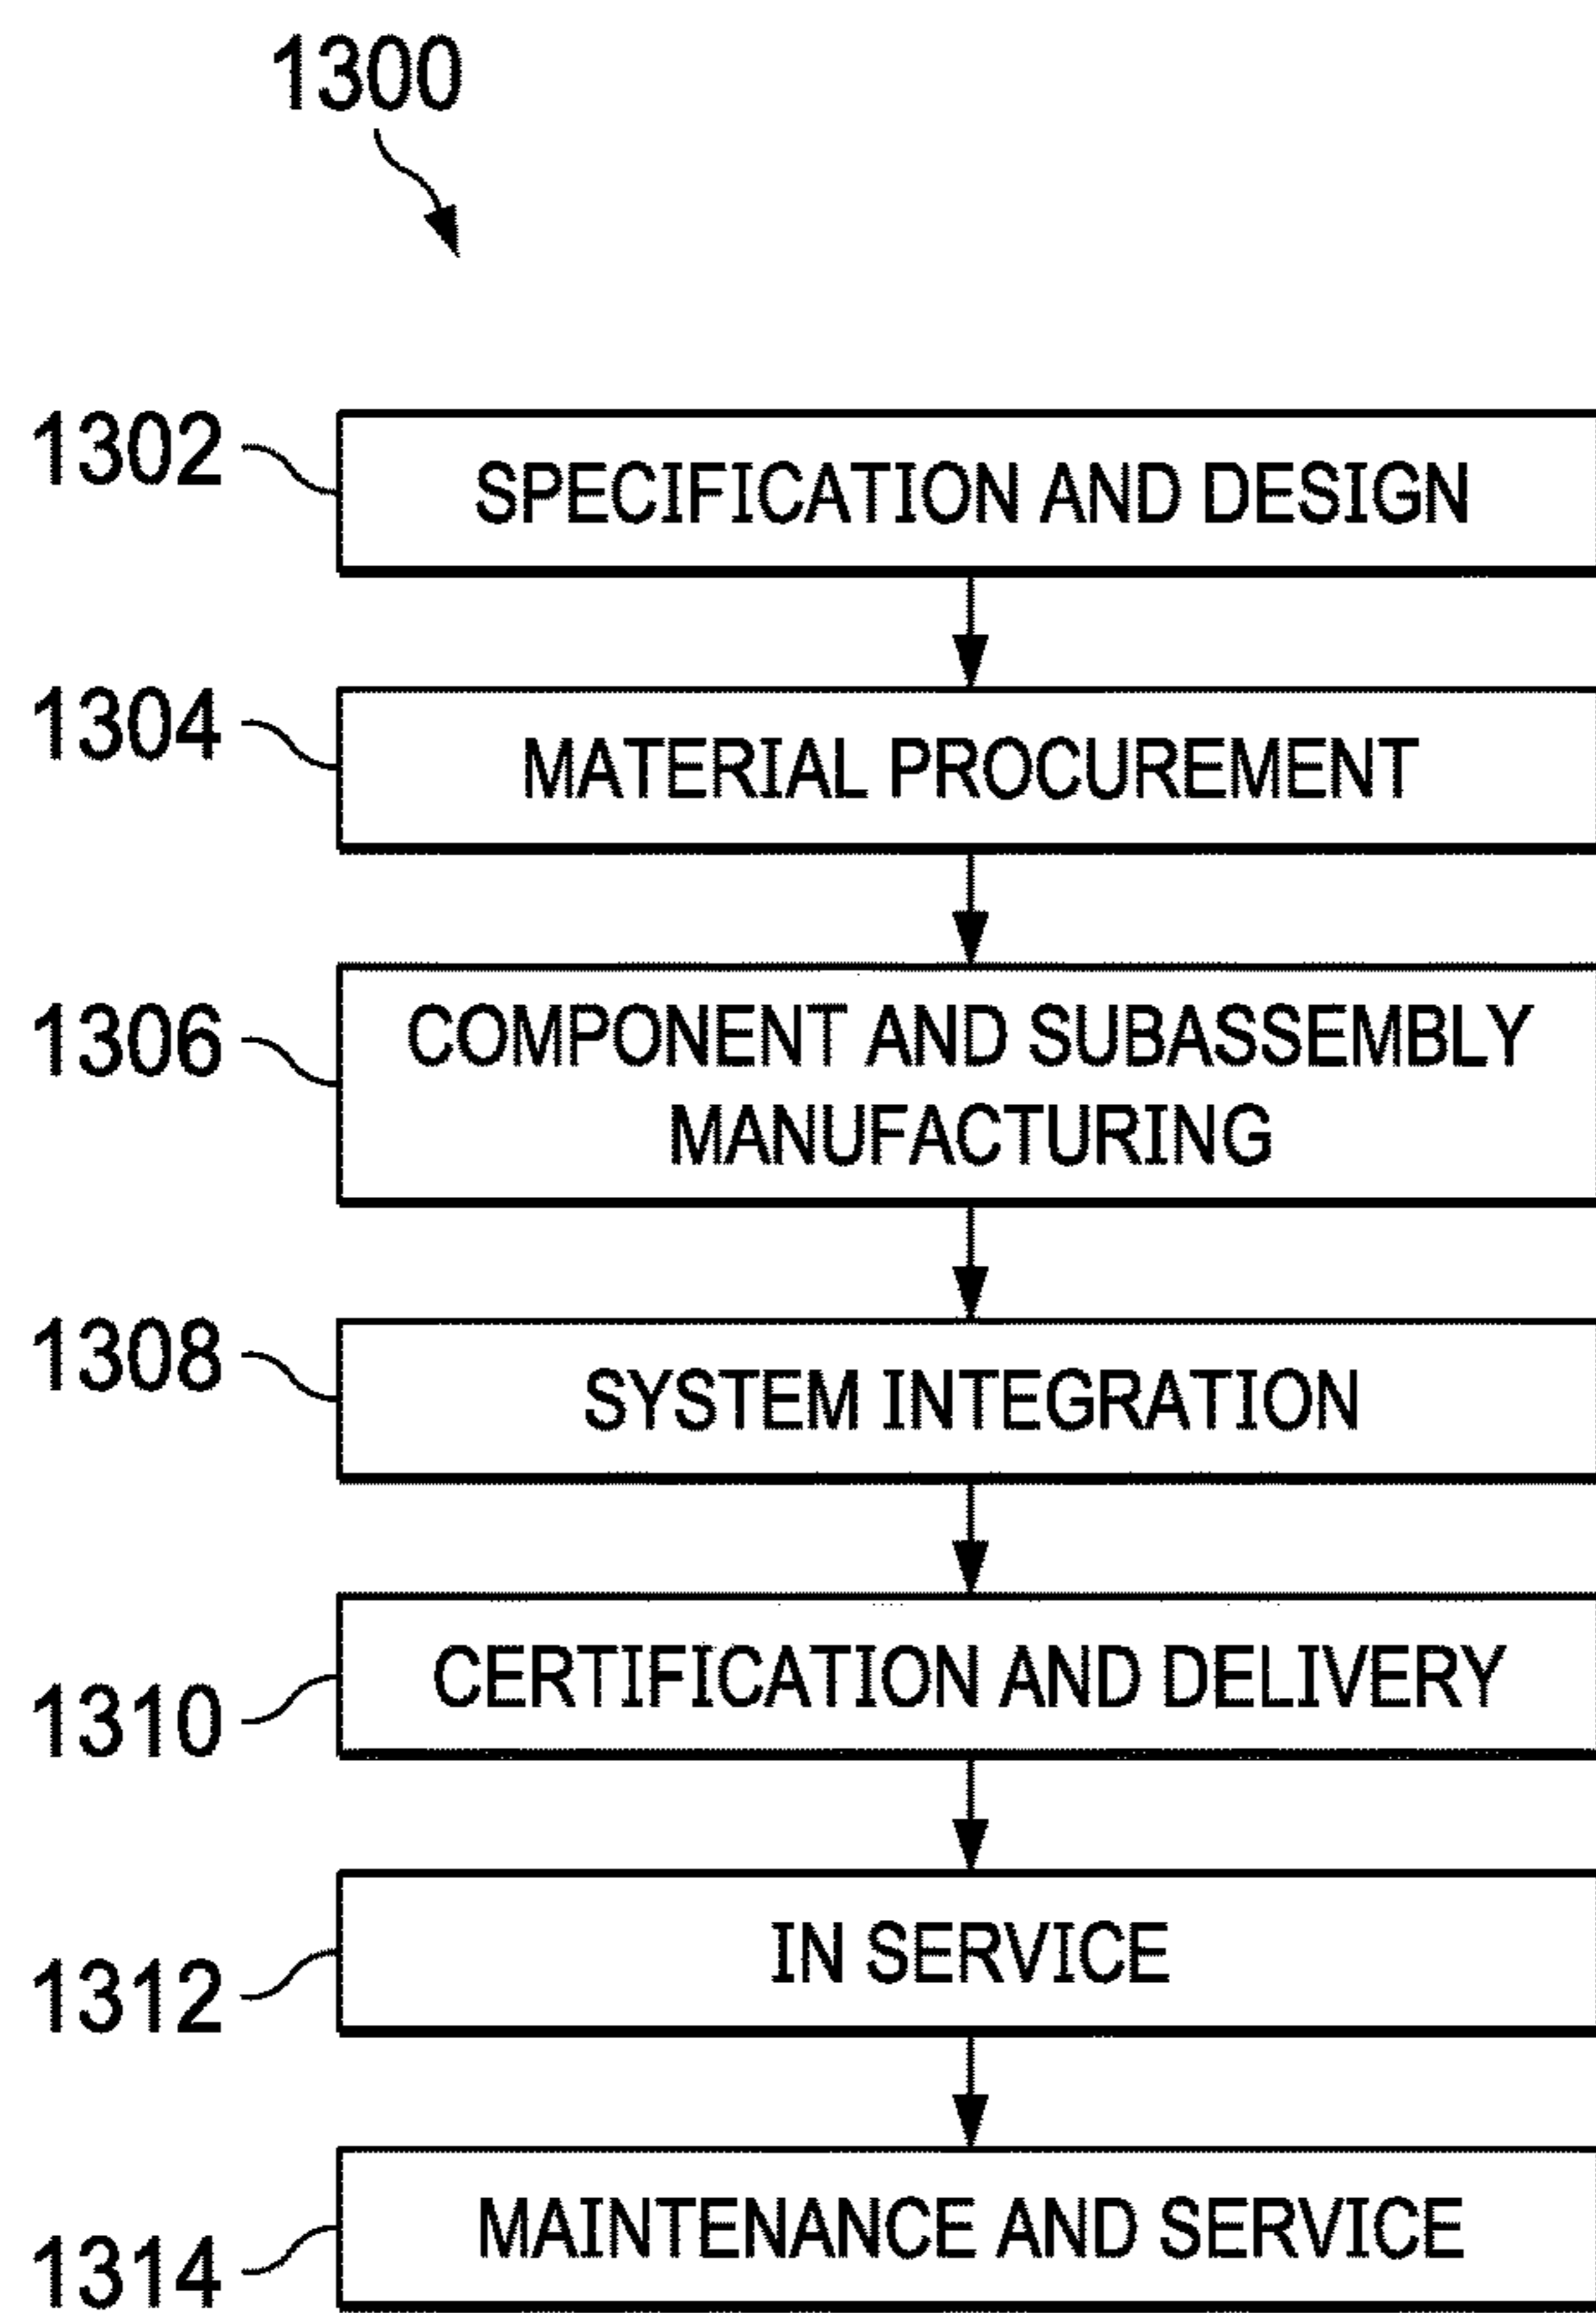 1300
1302
SPECIFICATION AND DESIGN
1304
MATERIAL PROCUREMENT
1306
COMPONENT AND SUBASSEMBLY
MANUFACTURING
1308
SYSTEM INTEGRATION
1310
CERTIFICATION AND DELIVERY
1312
IN SERVICE
1314
MAINTENANCE AND SERVICE